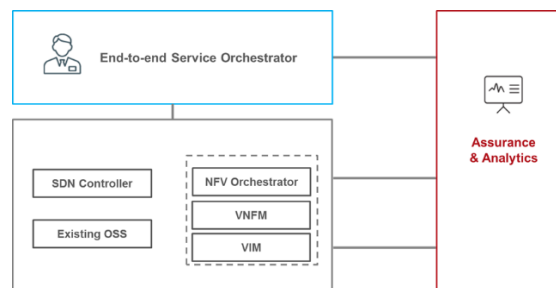 End-to-end Service Orchestrator
Assurance
& Analytics
SDN Controller
Existing OSS
NFV Orchestrator
VNFM
VIM